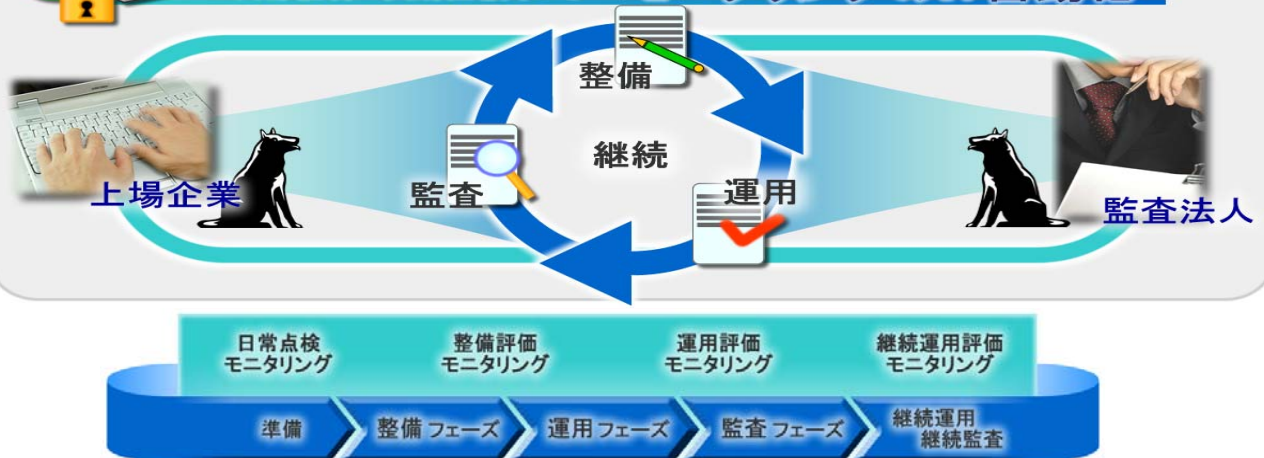 整備
継続
運用
監査
上場企業
監査法人
日常点検
モニタリング
整備評価
モニタリング
運用評価
モニタリング
継続運用評価
モニタリング
準備
整備フェーズ
運用フェーズ
監査フェーズ
継続運用
継続監査